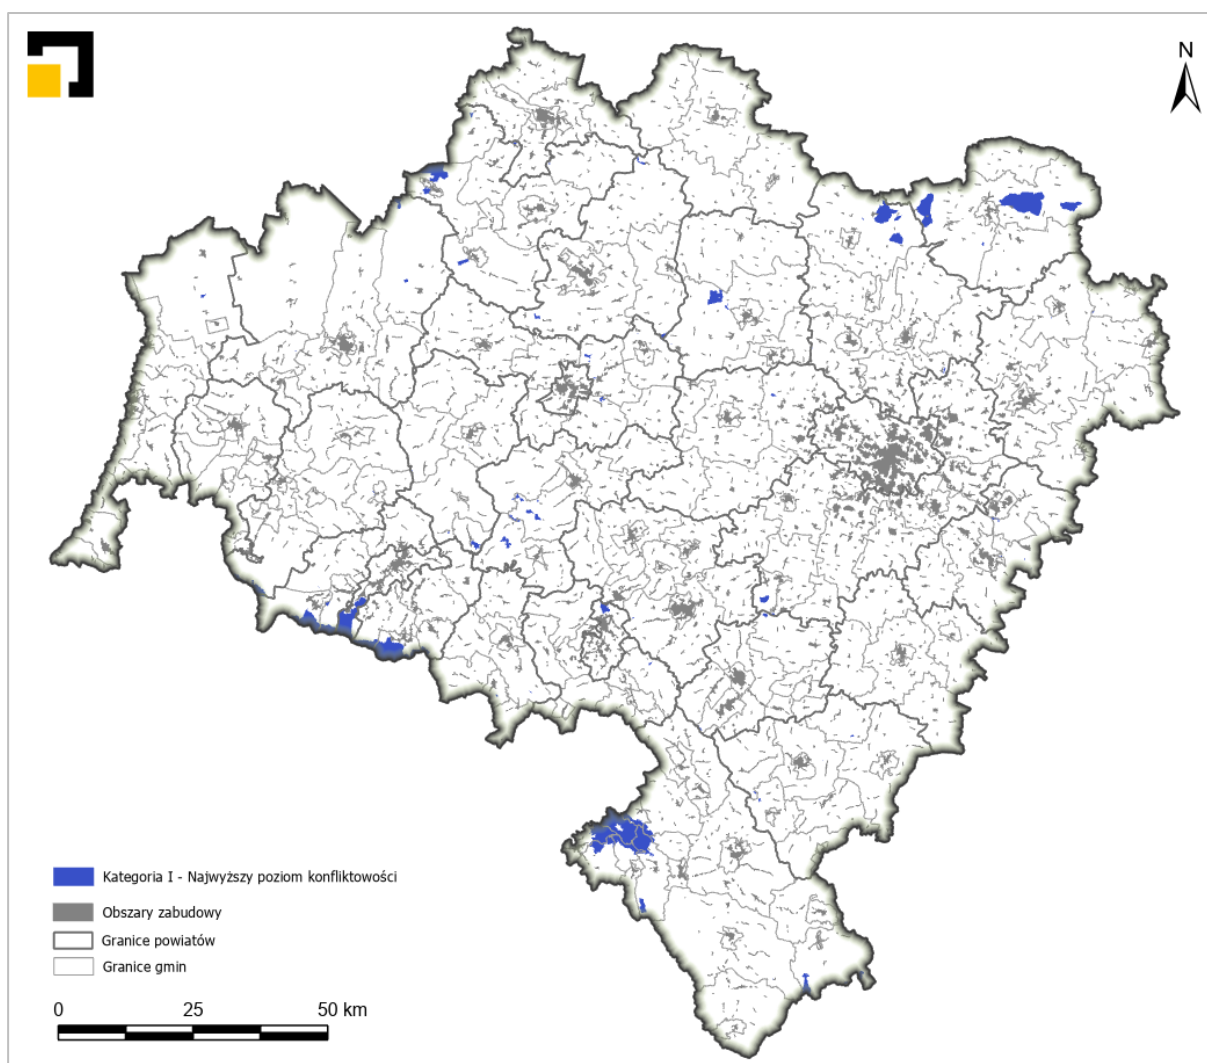 N
Kategoria I - Najwyższy poziom konfliktowości
Obszary zabudowy
Granice powiatów
Granice gmin
0 25 50 km